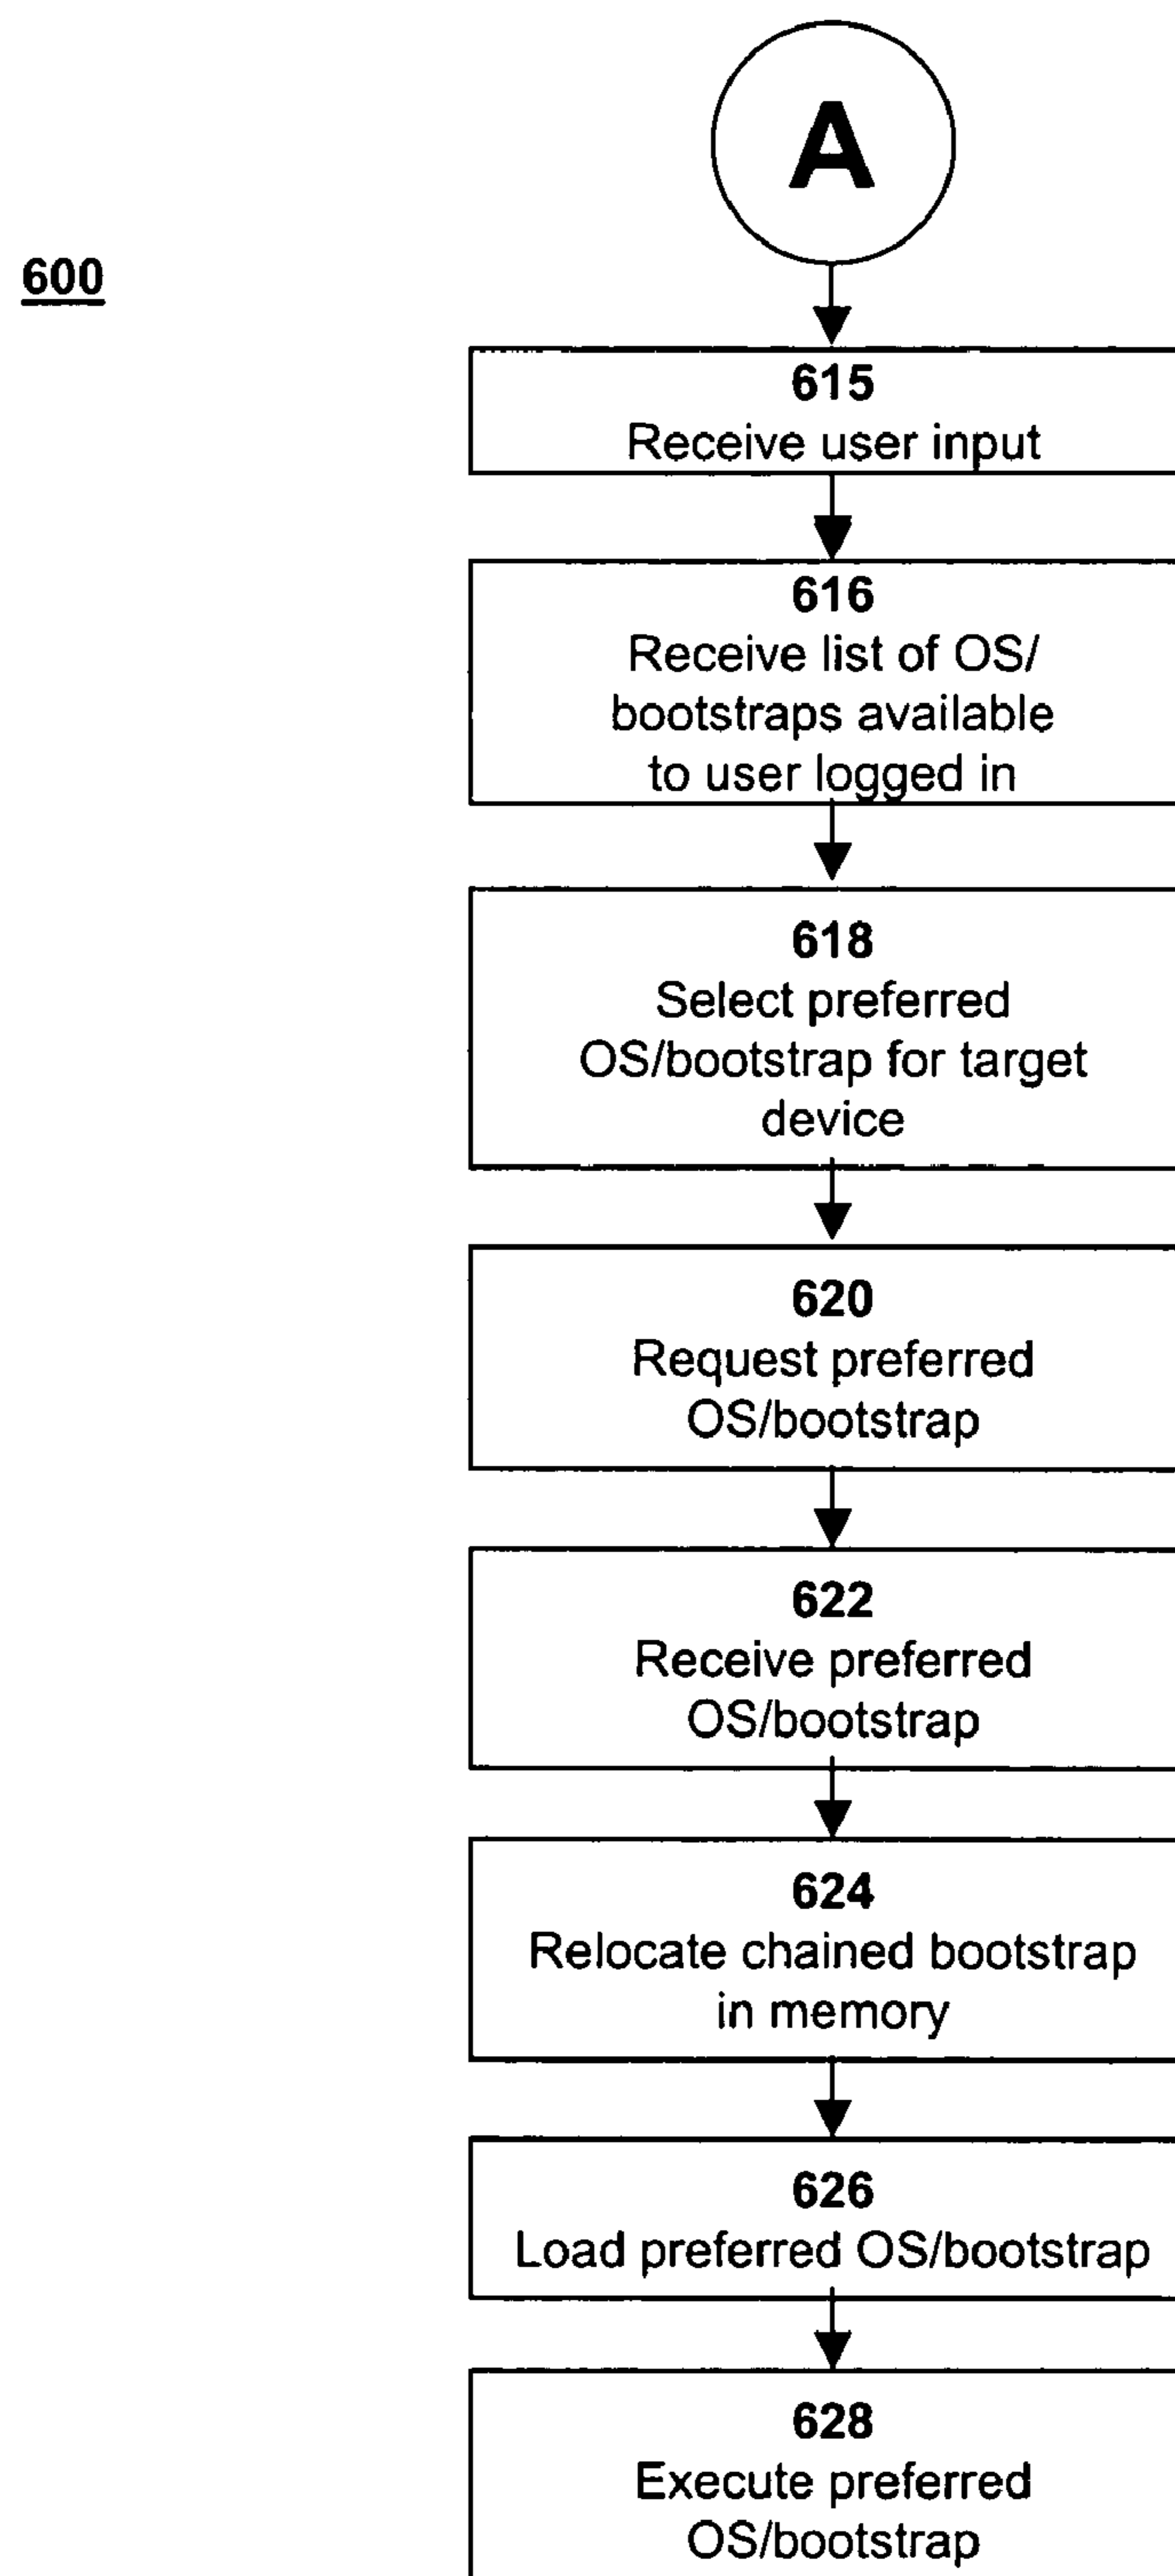 A
600
615
Receive user input
616
Receive list of OS/
bootstraps available
to user logged in
618
Select preferred
OS/bootstrap for target
device
620
Request preferred
OS/bootstrap
622
Receive preferred
OS/bootstrap
624
Relocate chained bootstrap
in memory
626
Load preferred OS/bootstrap
628
Execute preferred
OS/bootstrap